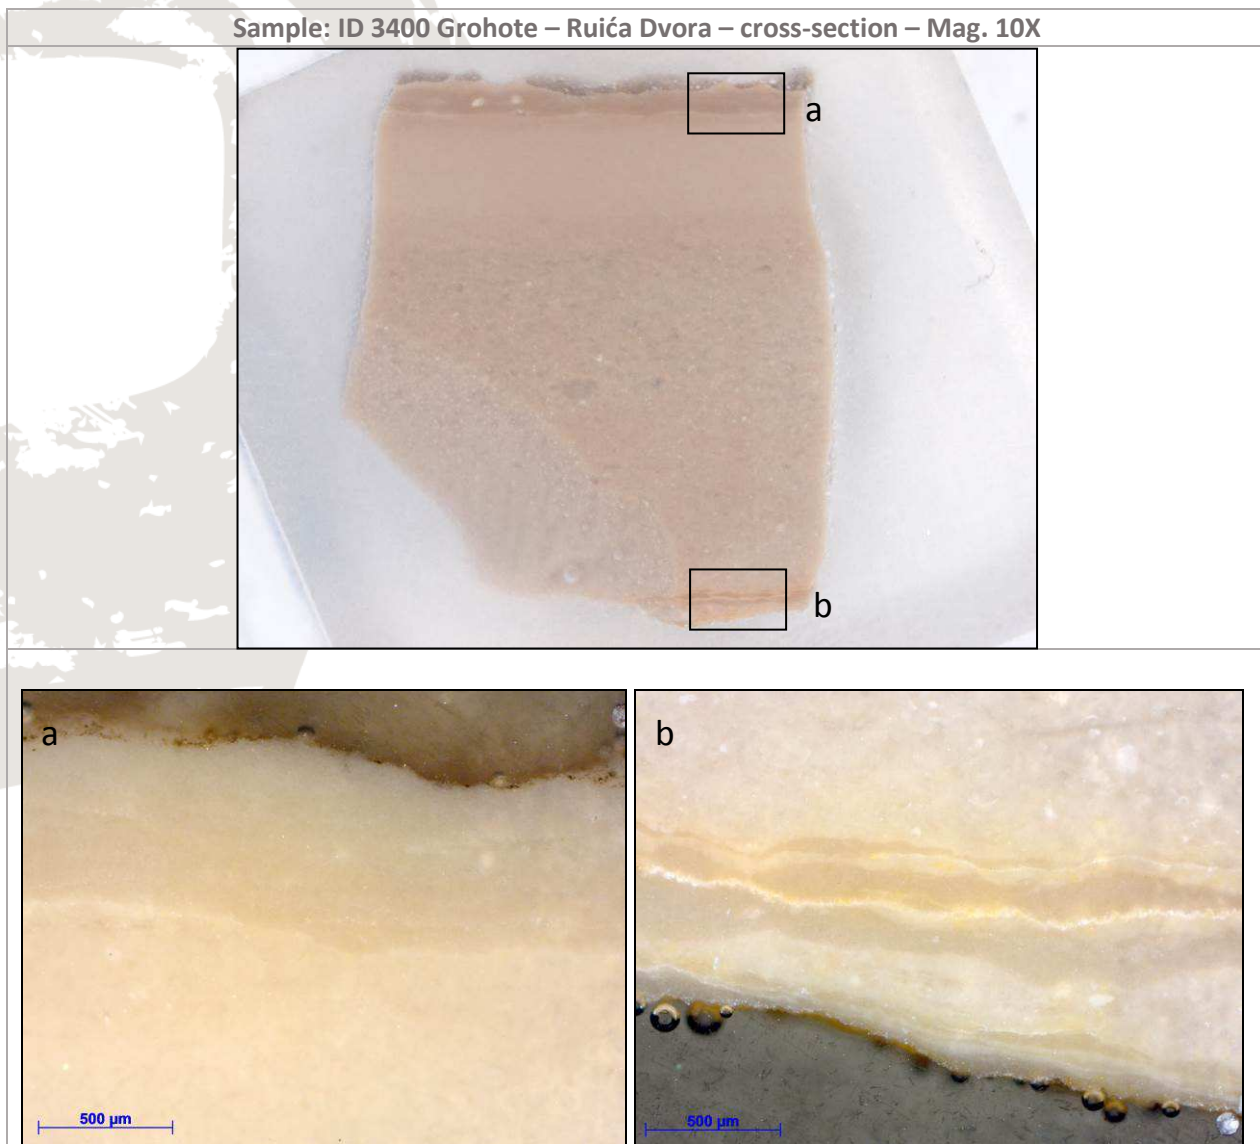 Sample: ID 3400 Grohote – Ruića Dvora – cross-section – Mag. 10X
a
b
a
b
500 µm
500 µm